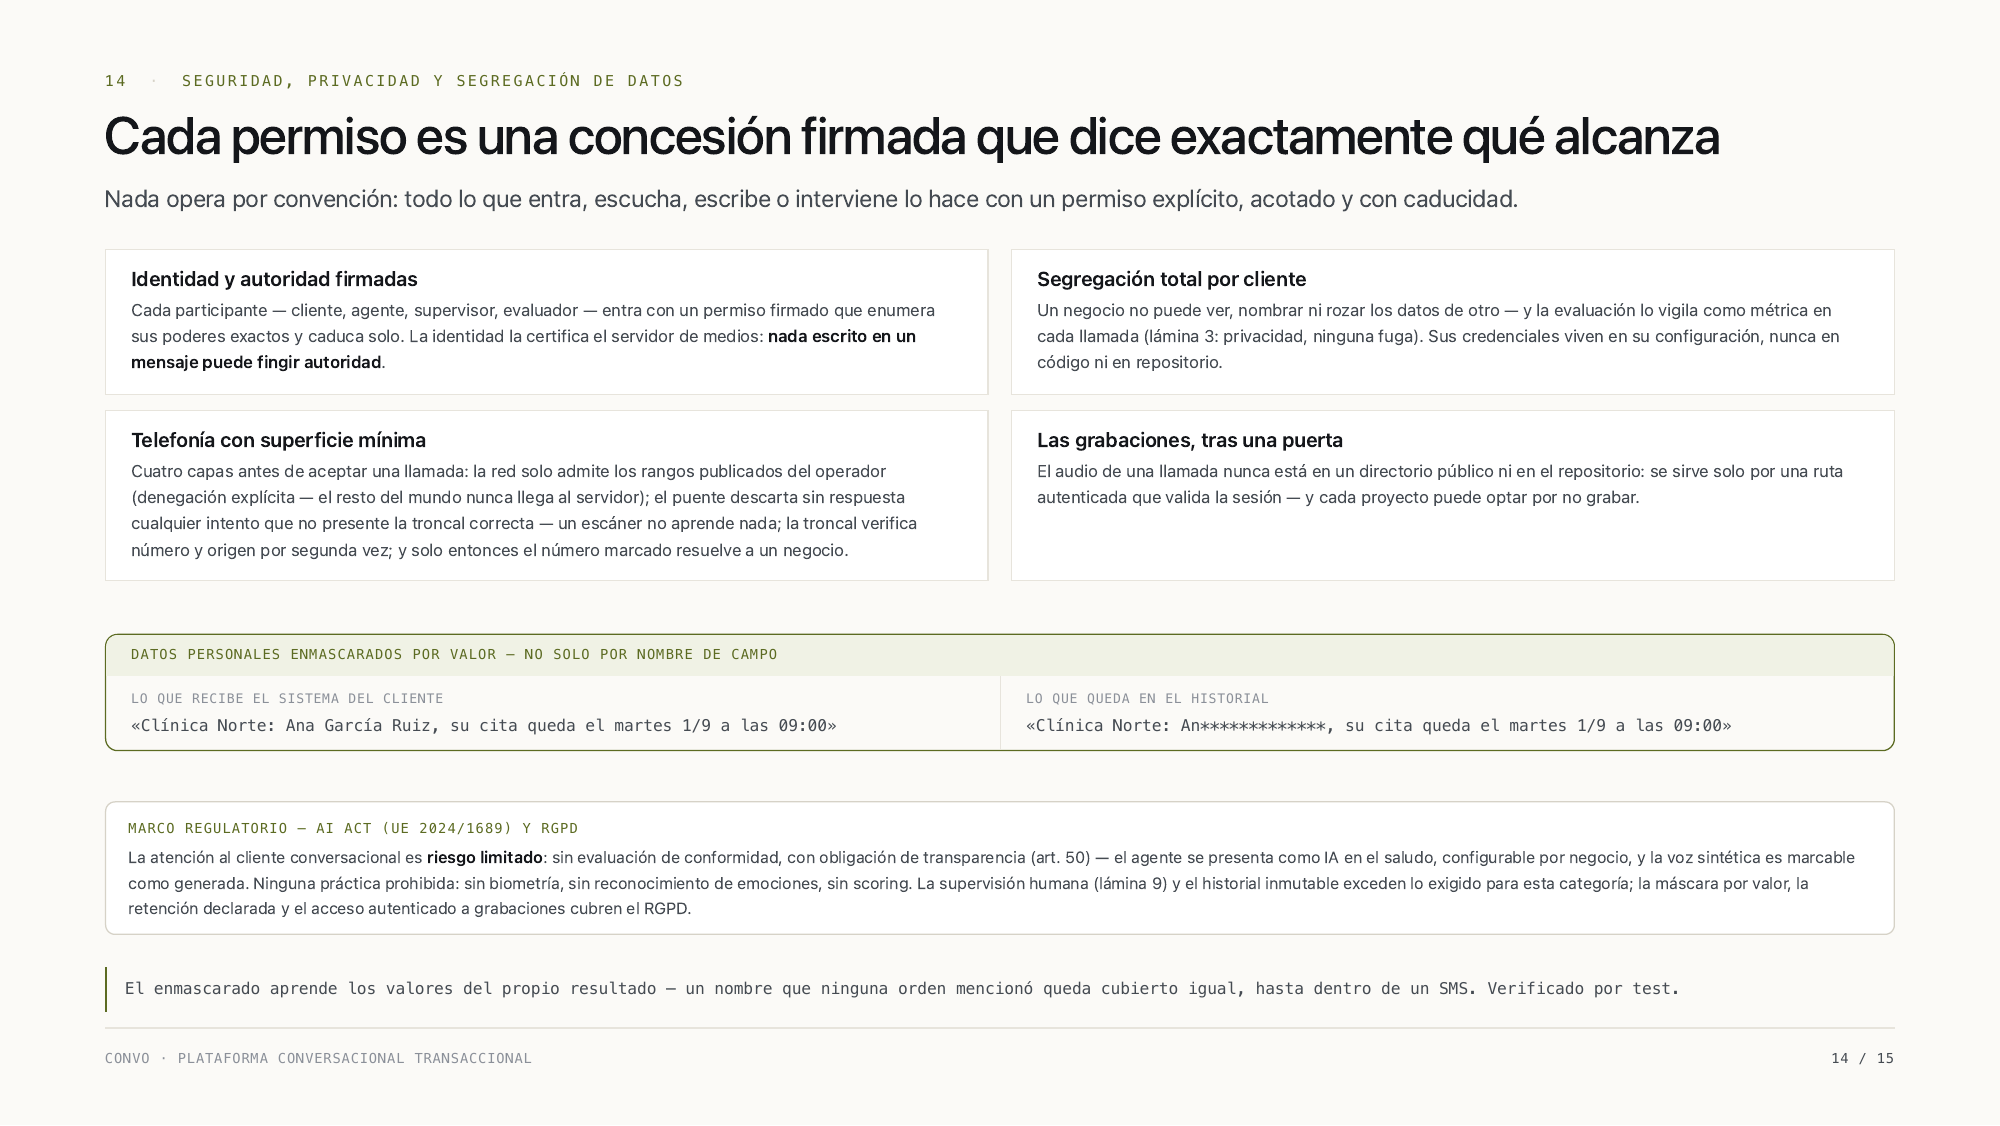 14 · SEGURIDAD, PRIVACIDAD Y SEGREGACIÓN DE DATOS
Cada permiso es una concesión firmada que dice exactamente qué alcanza
Nada opera por convención: todo lo que entra, escucha, escribe o interviene lo hace con un permiso explícito, acotado y con caducidad.
Identidad y autoridad firmadas
Cada participante — cliente, agente, supervisor, evaluador — entra con un permiso firmado que enumera
sus poderes exactos y caduca solo. La identidad la certifica el servidor de medios: nada escrito en un
mensaje puede fingir autoridad.
Segregación total por cliente
Un negocio no puede ver, nombrar ni rozar los datos de otro — y la evaluación lo vigila como métrica en
cada llamada (lámina 3: privacidad, ninguna fuga). Sus credenciales viven en su configuración, nunca en
código ni en repositorio.
Telefonía con superficie mínima
Cuatro capas antes de aceptar una llamada: la red solo admite los rangos publicados del operador
(denegación explícita — el resto del mundo nunca llega al servidor); el puente descarta sin respuesta
cualquier intento que no presente la troncal correcta — un escáner no aprende nada; la troncal verifica
número y origen por segunda vez; y solo entonces el número marcado resuelve a un negocio.
Las grabaciones, tras una puerta
El audio de una llamada nunca está en un directorio público ni en el repositorio: se sirve solo por una ruta
autenticada que valida la sesión — y cada proyecto puede optar por no grabar.
DATOS PERSONALES ENMASCARADOS POR VALOR — NO SOLO POR NOMBRE DE CAMPO
LO QUE RECIBE EL SISTEMA DEL CLIENTE
«Clínica Norte: Ana García Ruiz, su cita queda el martes 1/9 a las 09:00»
LO QUE QUEDA EN EL HISTORIAL
«Clínica Norte: An*************, su cita queda el martes 1/9 a las 09:00»
MARCO REGULATORIO — AI ACT (UE 2024/1689) Y RGPD
La atención al cliente conversacional es riesgo limitado: sin evaluación de conformidad, con obligación de transparencia (art. 50) — el agente se presenta como IA en el saludo, configurable por negocio, y la voz sintética es marcable
como generada. Ninguna práctica prohibida: sin biometría, sin reconocimiento de emociones, sin scoring. La supervisión humana (lámina 9) y el historial inmutable exceden lo exigido para esta categoría; la máscara por valor, la
retención declarada y el acceso autenticado a grabaciones cubren el RGPD.
El enmascarado aprende los valores del propio resultado — un nombre que ninguna orden mencionó queda cubierto igual, hasta dentro de un SMS. Verificado por test.
CONVO · PLATAFORMA CONVERSACIONAL TRANSACCIONAL
14 / 15